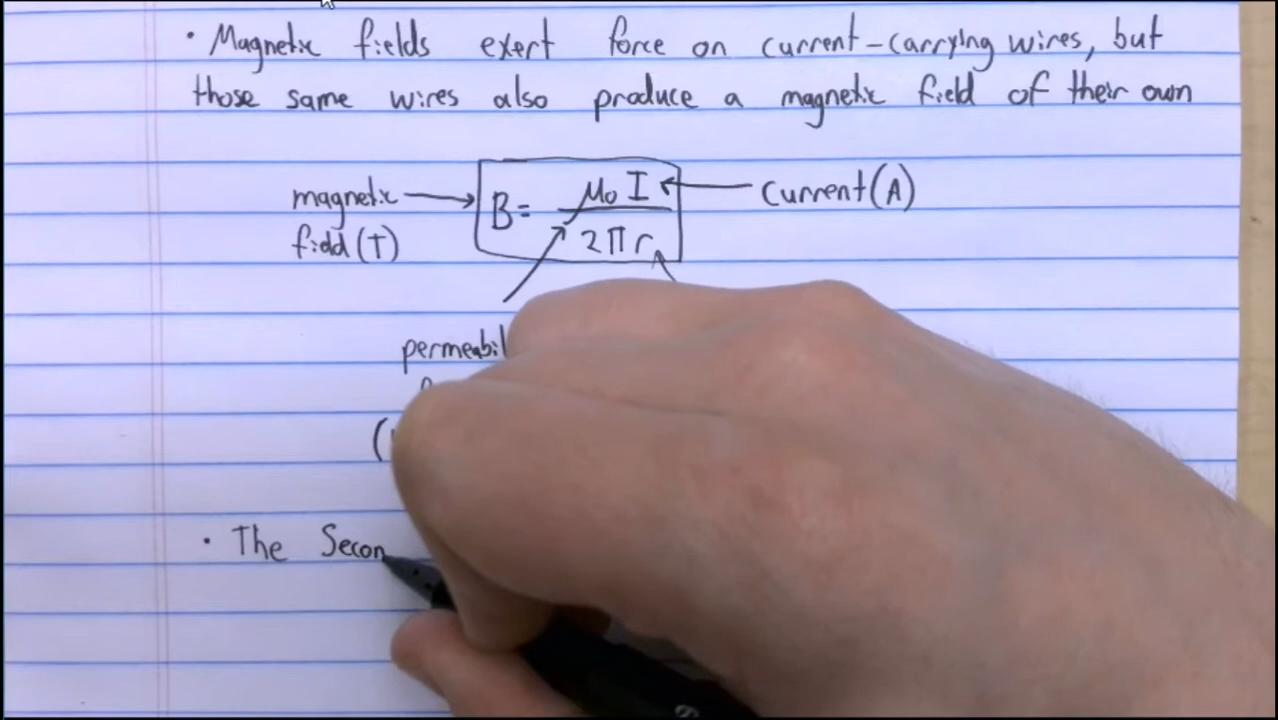 • Magnetic fields exert force on current-carrying wires, but
those same wires also produce a magnetic field of their own
magnetic
field (T)
B = μ₀ I / 2πr
Current (A)
permeabil
(
• The Secon